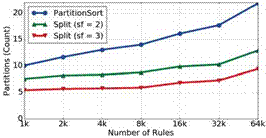 PartitionSort
Split (sf = 2)
Split (sf = 3)
Partitions (Count)
20
15
10
5
0
1k 2k 4k 8k 16k 32k 64k
Number of Rules